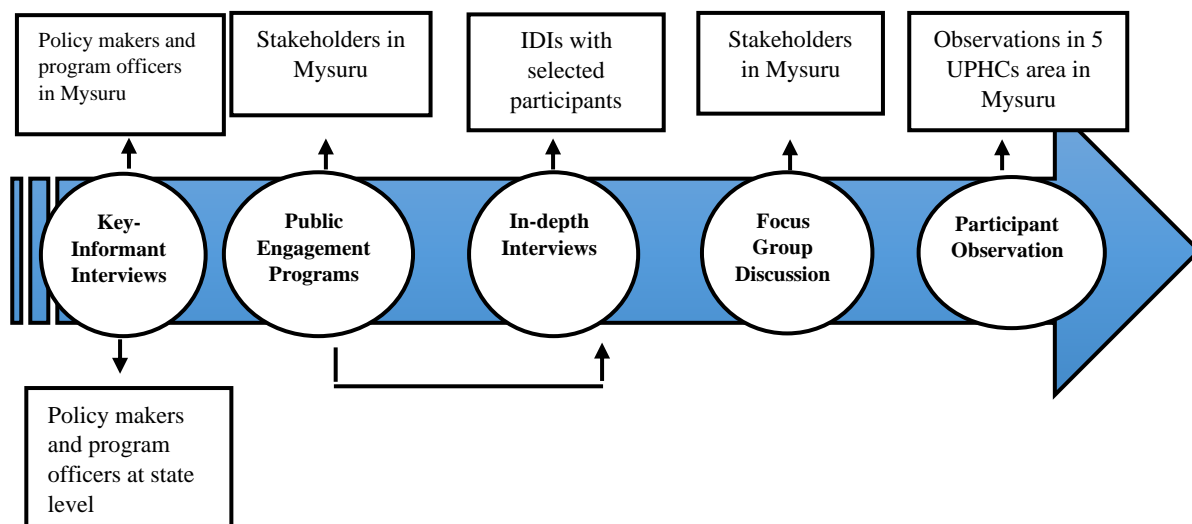 Policy makers and
program officers
in Mysuru
Stakeholders in
Mysuru
IDIs with
selected
participants
Stakeholders
in Mysuru
Observations in 5
UPHCs area in
Mysuru
Key-
Informant
Interviews
Public
Engagement
Programs
In-depth
Interviews
Focus
Group
Discussion
Participant
Observation
Policy makers
and program
officers at state
level